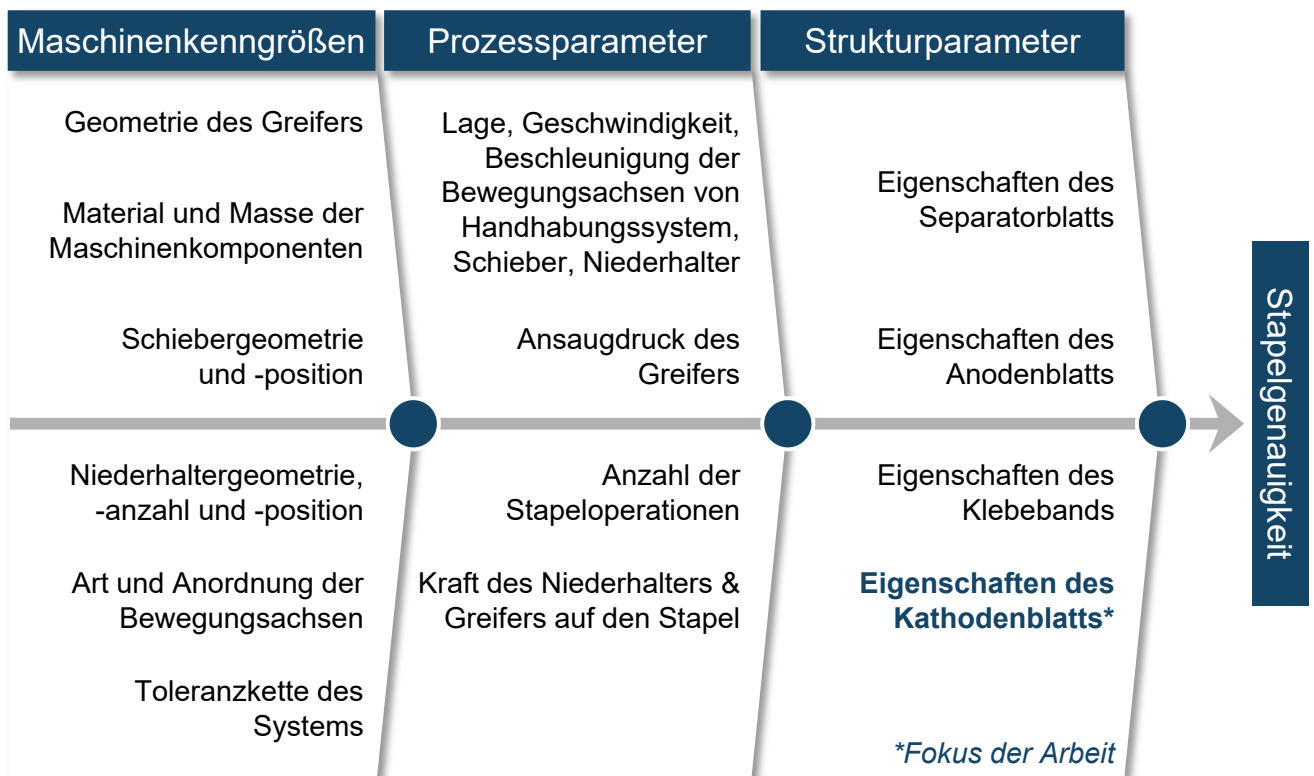 Maschinenkenngrößen
Geometrie des Greifers
Material und Masse der
Maschinenkomponenten
Schiebergeometrie
und -position
Niederhaltergeometrie,
-anzahl und -position
Art und Anordnung der
Bewegungsachsen
Toleranzkette des
Systems
Prozessparameter
Lage, Geschwindigkeit,
Beschleunigung der
Bewegungsachsen von
Handhabungssystem,
Schieber, Niederhalter
Ansaugdruck des
Greifers
Anzahl der
Stapeloperationen
Kraft des Niederhalters &
Greifers auf den Stapel
Strukturparameter
Eigenschaften des
Separatorblatts
Eigenschaften des
Anodenblatts
Eigenschaften des
Klebebands
Eigenschaften des
Kathodenblatts*
*Fokus der Arbeit
Stapelgenauigkeit